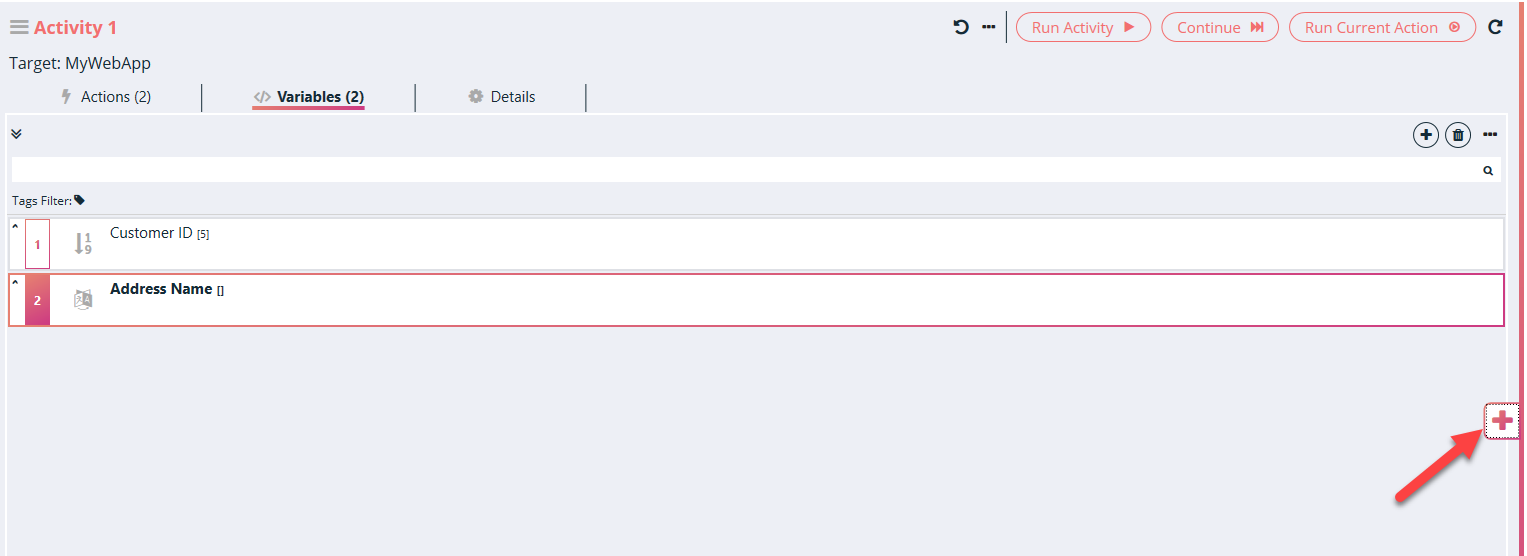 Activity 1
Run Activity
Continue
Run Current Action
Target: MyWebApp
Actions (2)
Variables (2)
Details
Tags Filter:
1
Customer ID [5]
2
Address Name []